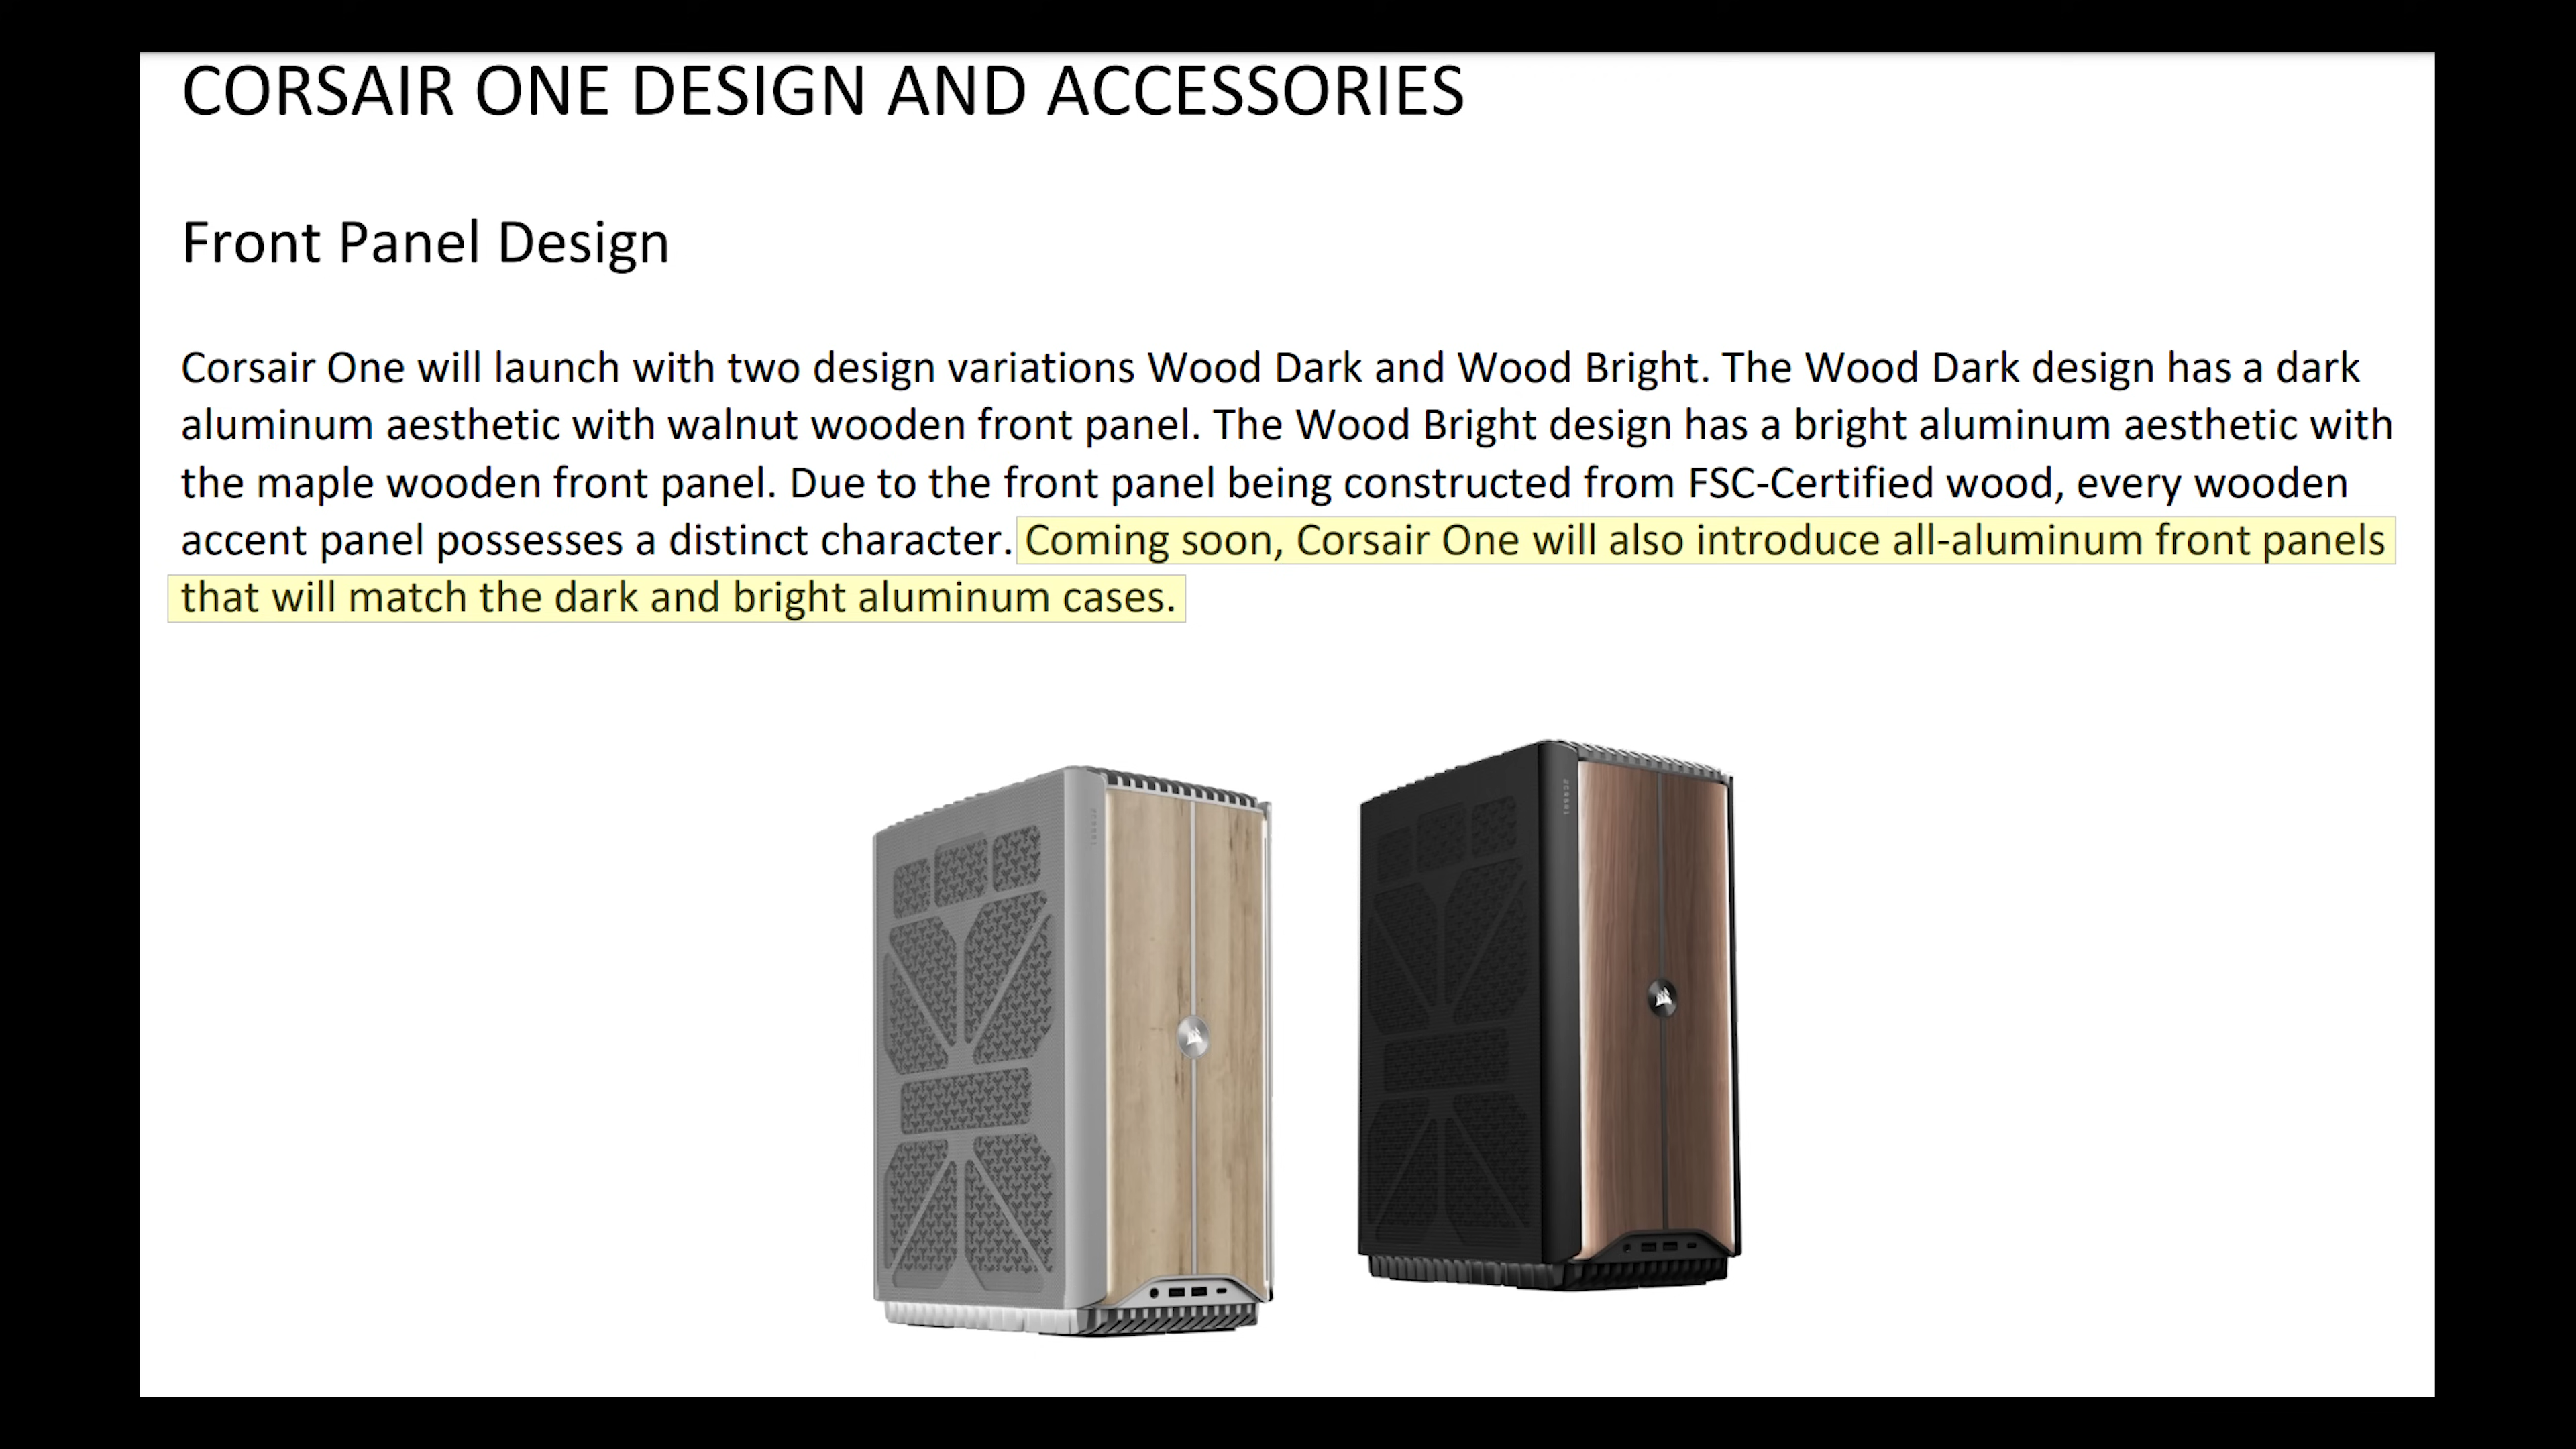 CORSAIR ONE DESIGN AND ACCESSORIES
Front Panel Design
Corsair One will launch with two design variations Wood Dark and Wood Bright. The Wood Dark design has a dark
aluminum aesthetic with walnut wooden front panel. The Wood Bright design has a bright aluminum aesthetic with
the maple wooden front panel. Due to the front panel being constructed from FSC-Certified wood, every wooden
accent panel possesses a distinct character. Coming soon, Corsair One will also introduce all-aluminum front panels
that will match the dark and bright aluminum cases.